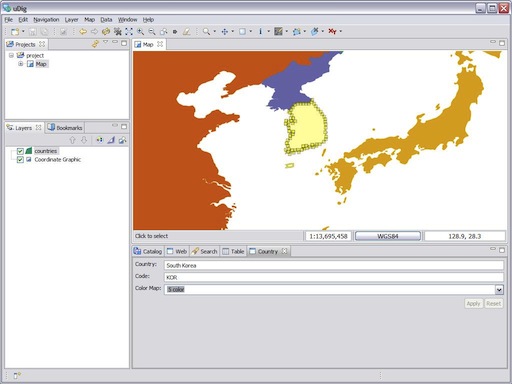 uDig
File Edit Navigation Layer Map Data Window Help
Projects
project
Map
Layers Bookmarks
countries
Coordinate Graphic
Map
Click to select 1:13,695,458 WGS84 128.9, 28.3
Catalog Web Search Table Country
Country: South Korea
Code: KOR
Color Map: 5 color
Apply Reset